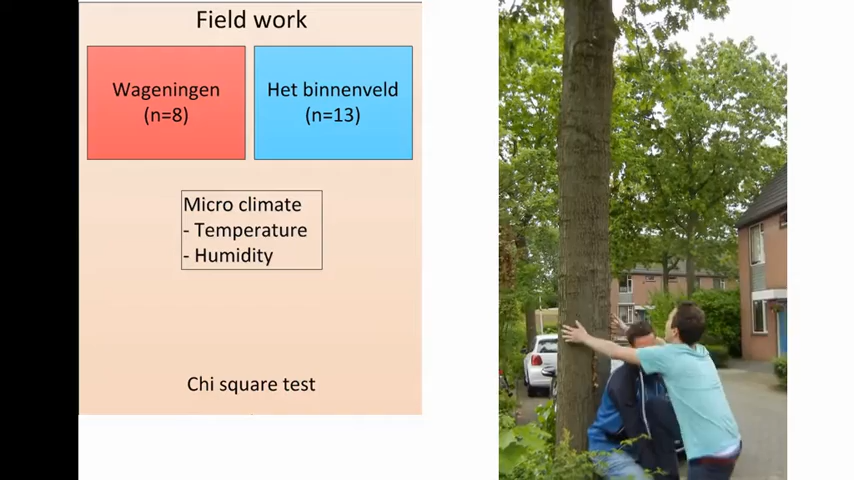 Field work
Wageningen
(n=8)
Het binnenveld
(n=13)
Micro climate
- Temperature
- Humidity
Chi square test